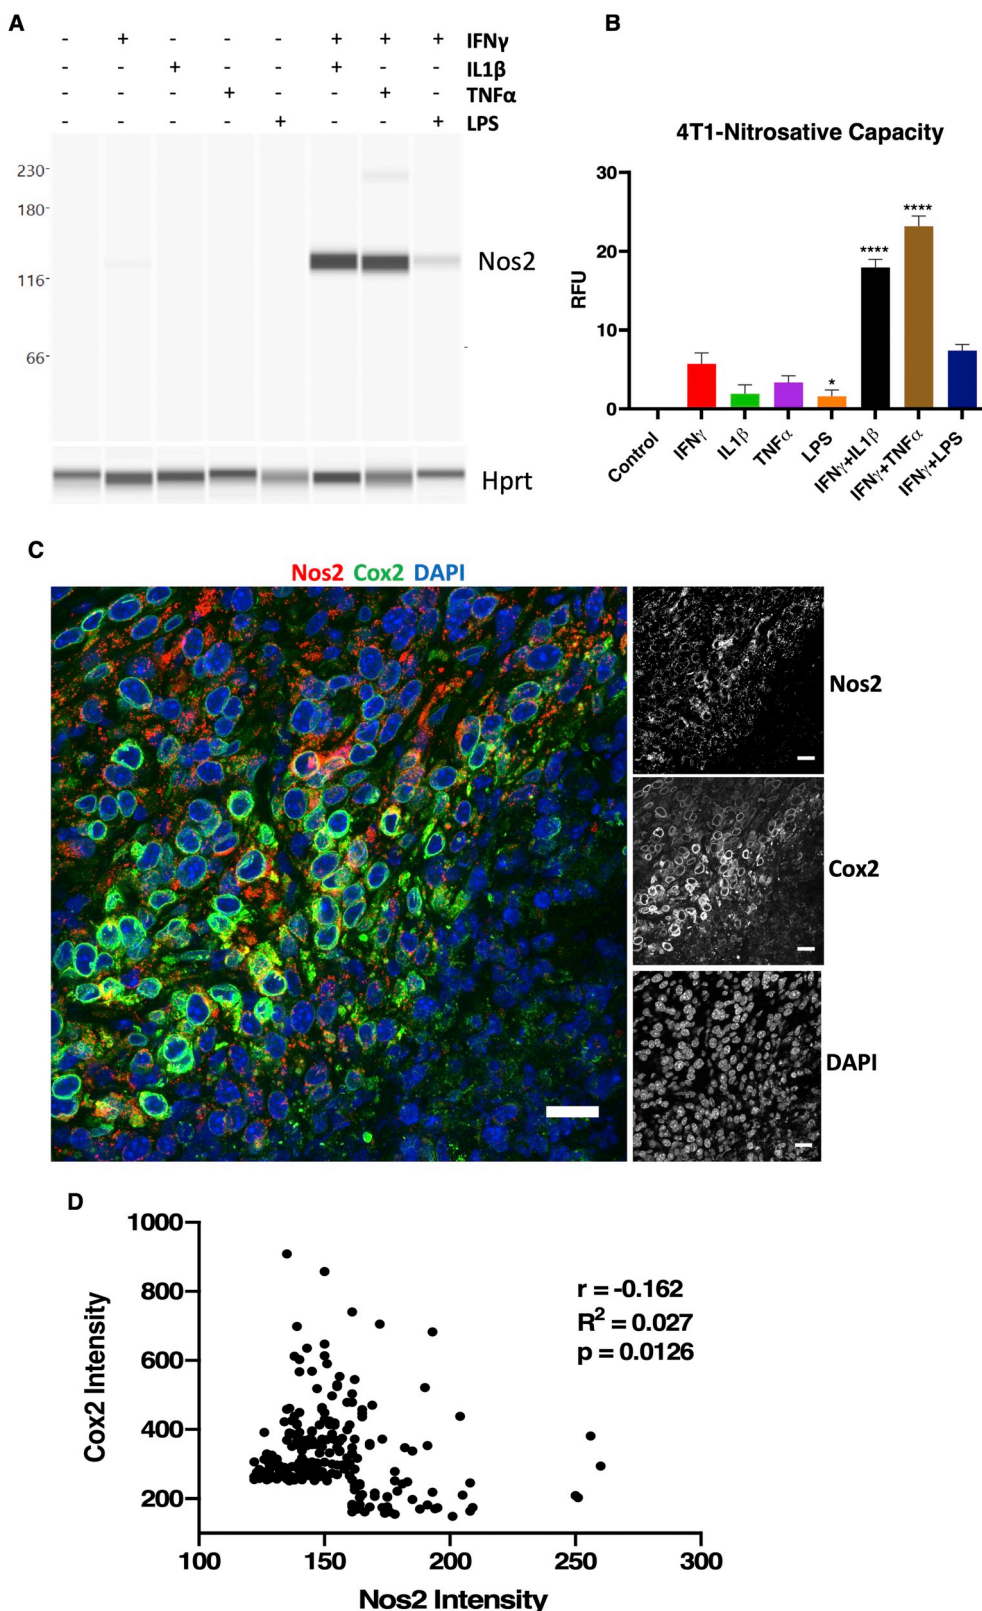 A
- + - - - + + + IFNγ
- - + - - + - - IL1β
- - - + - - + - TNFα
- - - - + - - + LPS
230-
180-
116-
66-
Nos2
Hprt
B
4T1-Nitrosative Capacity
RFU
30
20
10
0
*
****
****
Control
IFNγ
IL1β
TNFα
LPS
IFNγ+IL1β
IFNγ+TNFα
IFNγ+LPS
C
Nos2 Cox2 DAPI
Nos2
Cox2
DAPI
D
Cox2 Intensity
1000
800
600
400
200
r = -0.162
R² = 0.027
p = 0.0126
100 150 200 250 300
Nos2 Intensity